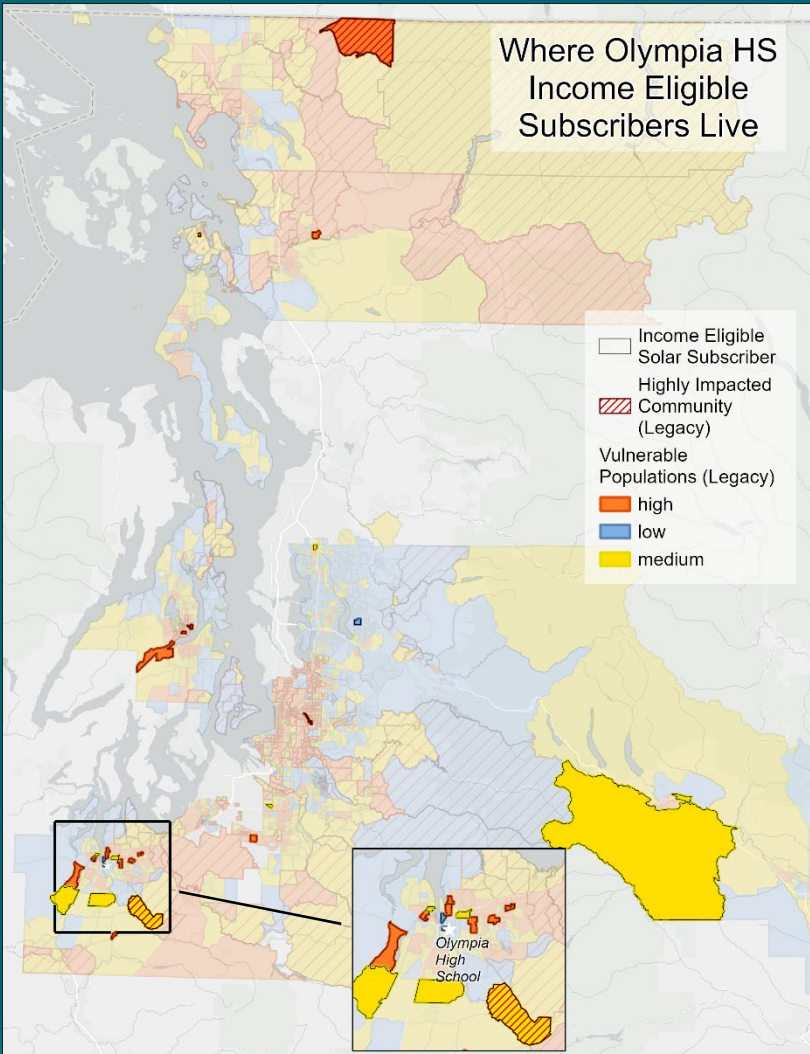 Where Olympia HS
Income Eligible
Subscribers Live
Income Eligible
Solar Subscriber
Highly Impacted
Community
(Legacy)
Vulnerable
Populations (Legacy)
high
low
medium
Olympia
High
School